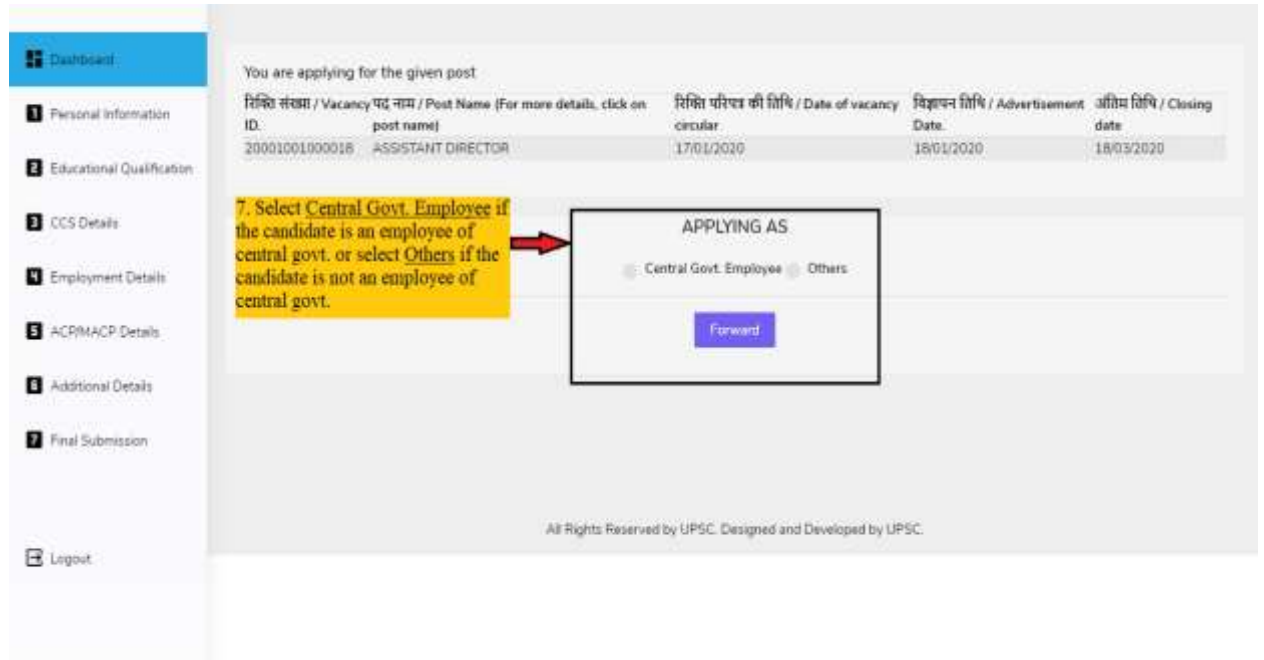 Dashboard
Personal Information
Educational Qualification
CCS Details
Employment Details
ACP/MACP Details
Additional Details
Final Submission
Logout
You are applying for the given post
रिक्ति संख्या / Vacancy ID.
पद नाम / Post Name (For more details, click on post name)
रिक्ति परिपत्र की तिथि / Date of vacancy circular
विज्ञापन तिथि / Advertisement Date.
अंतिम तिथि / Closing date
20001001000018 ASSISTANT DIRECTOR 17/01/2020 18/01/2020 18/03/2020
7. Select Central Govt. Employee if
the candidate is an employee of
central govt. or select Others if the
candidate is not an employee of
central govt.
APPLYING AS
Central Govt. Employee Others
Forward
All Rights Reserved by UPSC. Designed and Developed by UPSC.